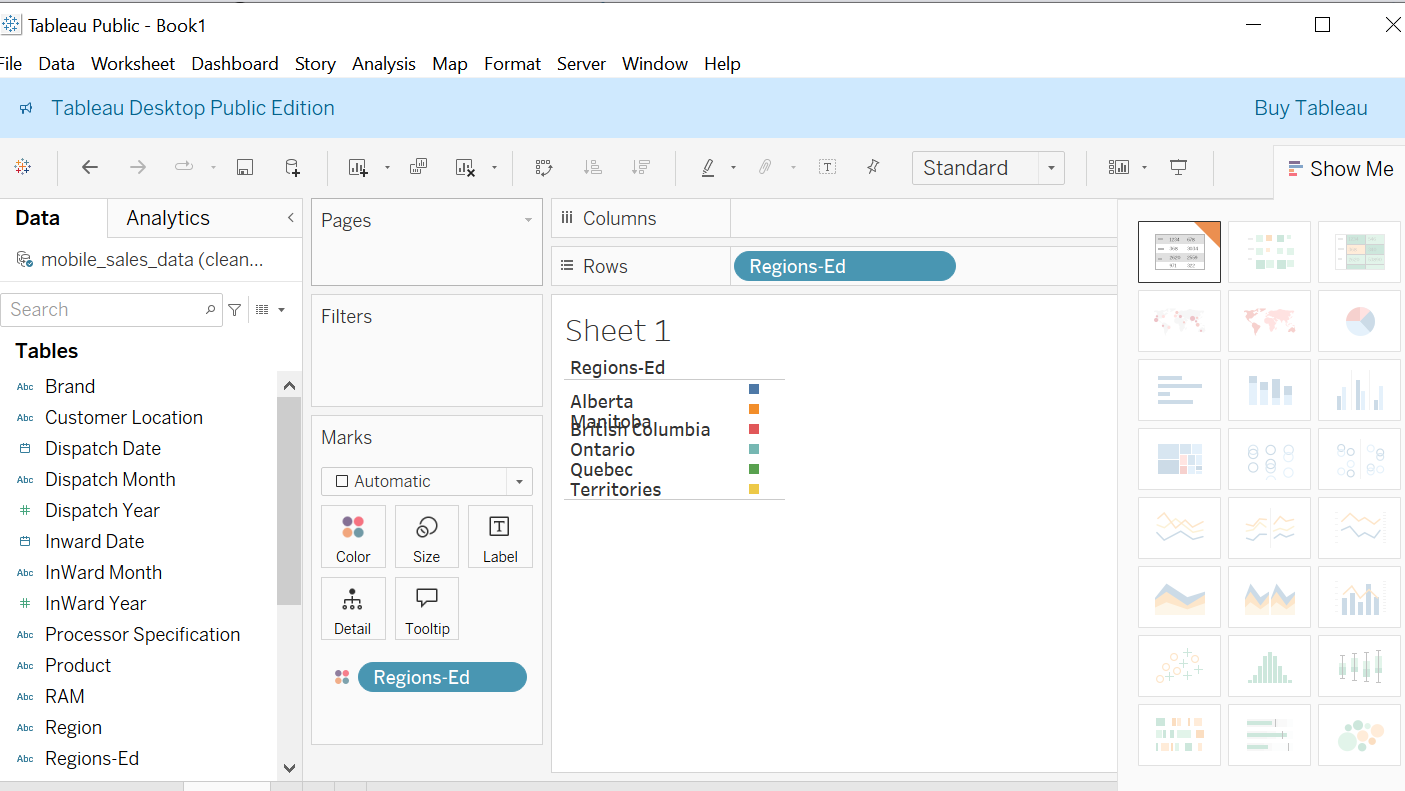 Tableau Public - Book1
File Data Worksheet Dashboard Story Analysis Map Format Server Window Help
Tableau Desktop Public Edition Buy Tableau
Standard
Show Me
Data Analytics
mobile_sales_data (clean...
Search
Tables
Abc Brand
Abc Customer Location
Dispatch Date
Abc Dispatch Month
# Dispatch Year
Inward Date
Abc InWard Month
# InWard Year
Abc Processor Specification
Abc Product
Abc RAM
Abc Region
Abc Regions-Ed
Pages
Filters
Marks
Automatic
Color Size Label
Detail Tooltip
Regions-Ed
Columns
Rows Regions-Ed
Sheet 1
Regions-Ed
Alberta
Manitoba
British Columbia
Ontario
Quebec
Territories